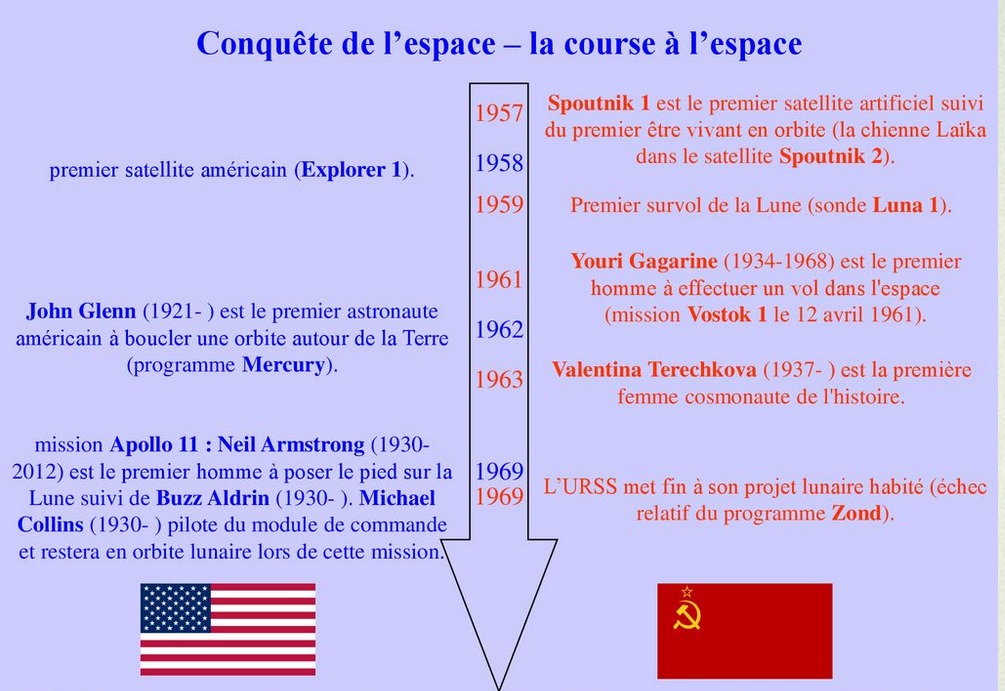 Conquête de l’espace – la course à l’espace
1957
Spoutnik 1 est le premier satellite artificiel suivi
du premier être vivant en orbite (la chienne Laïka
dans le satellite Spoutnik 2).
premier satellite américain (Explorer 1).
1958
1959
Premier survol de la Lune (sonde Luna 1).
1961
Youri Gagarine (1934-1968) est le premier
homme à effectuer un vol dans l'espace
(mission Vostok 1 le 12 avril 1961).
John Glenn (1921- ) est le premier astronaute
américain à boucler une orbite autour de la Terre
(programme Mercury).
1962
1963
Valentina Terechkova (1937- ) est la première
femme cosmonaute de l'histoire.
mission Apollo 11 : Neil Armstrong (1930-
2012) est le premier homme à poser le pied sur la
Lune suivi de Buzz Aldrin (1930- ). Michael
Collins (1930- ) pilote du module de commande
et restera en orbite lunaire lors de cette mission.
1969
1969
L’URSS met fin à son projet lunaire habité (échec
relatif du programme Zond).